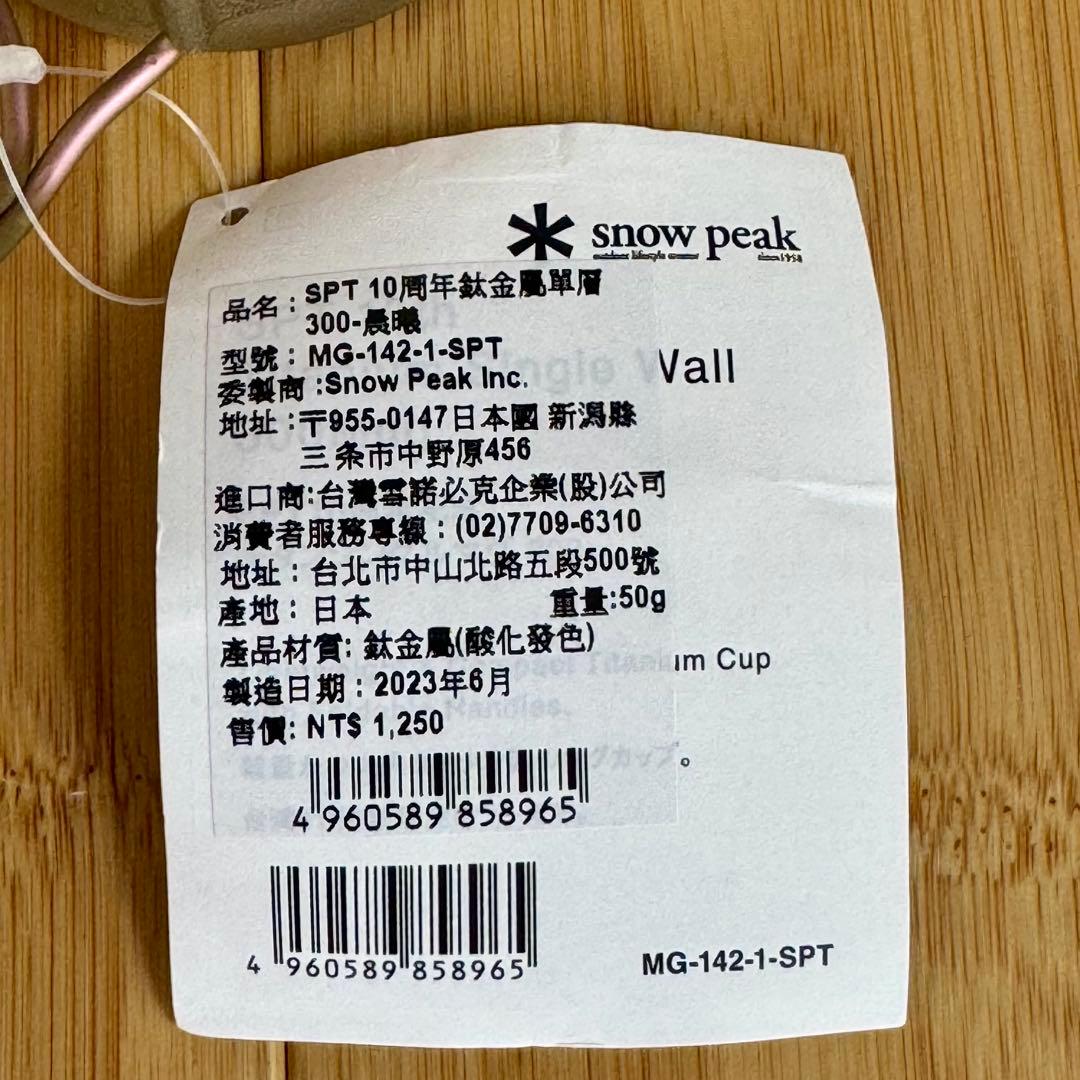 snow peak
品名：SPT 10周年鈦金屬單層
300-晨曦
型號：MG-142-1-SPT
委製商:Snow Peak Inc.
地址:〒955-0147日本國 新潟縣
三条市中野原456
進口商:台灣雪諾必克企業(股)公司
消費者服務專線：(02)7709-6310
地址：台北市中山北路五段500號
產地：日本 重量:50g
產品材質: 鈦金屬(酸化發色)
製造日期：2023年6月
售價: NT$ 1,250
4 960589 858965
Wall
um Cup
Handles.
グカップ。
4 960589 858965
MG-142-1-SPT